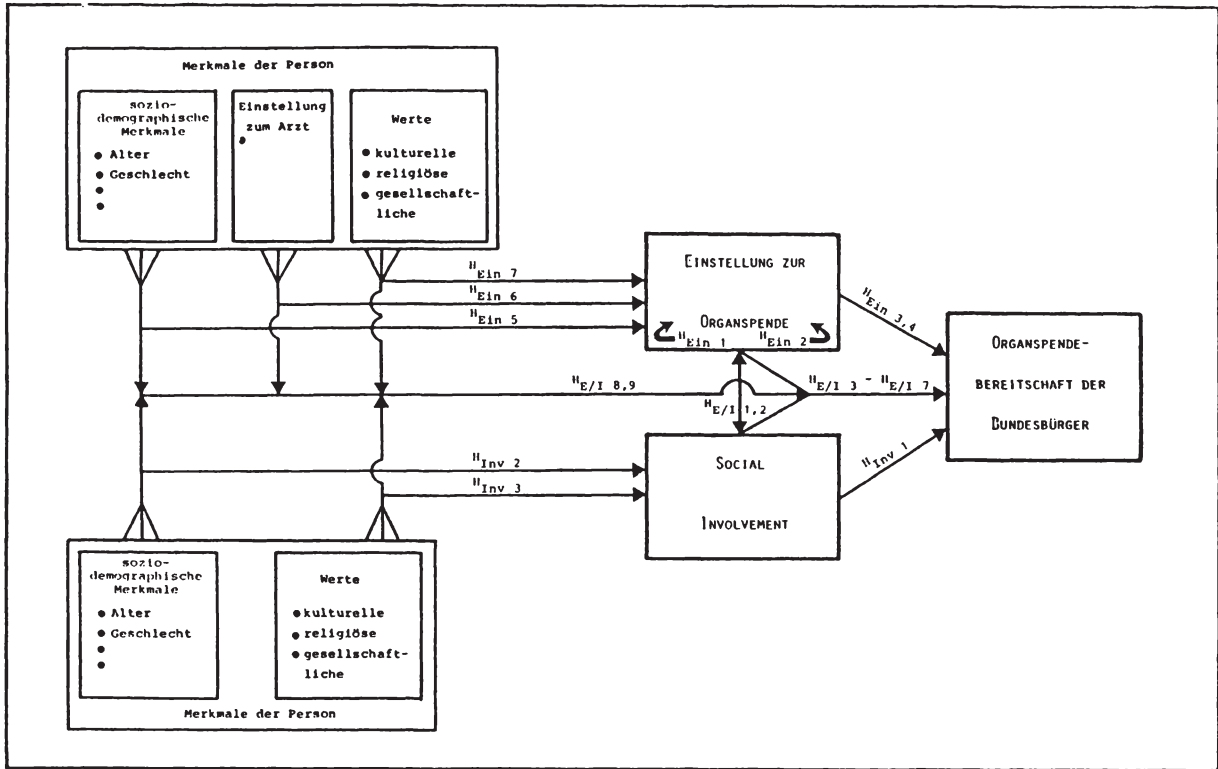 Merkmale der Person
sozio-
demographische
Merkmale
● Alter
● Geschlecht
●
●
Einstellung
zum Arzt
●
Werte
● kulturelle
● religiöse
● gesellschaft-
liche
H Ein 7
H Ein 6
H Ein 5
EINSTELLUNG ZUR
ORGANSPENDE
H Ein 1
H Ein 2
H Ein 3,4
H E/I 8,9
H E/I 1,2
H E/I 3 - H E/I 7
ORGANSPENDE-
BEREITSCHAFT DER
BUNDESBÜRGER
H Inv 2
H Inv 3
SOCIAL
INVOLVEMENT
H Inv 1
sozio-
demographische
Merkmale
● Alter
● Geschlecht
●
●
Werte
● kulturelle
● religiöse
● gesellschaft-
liche
Merkmale der Person